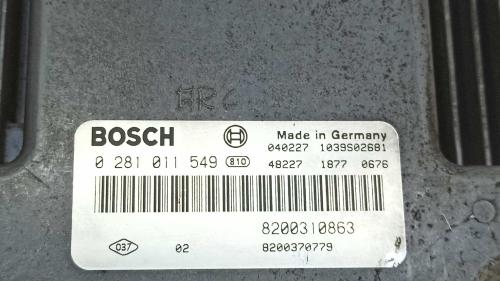 BOSCH
Made in Germany
040227 1039S02681
0 281 011 549 810
48227 1877 0676
8200310863
037 02 8200370779